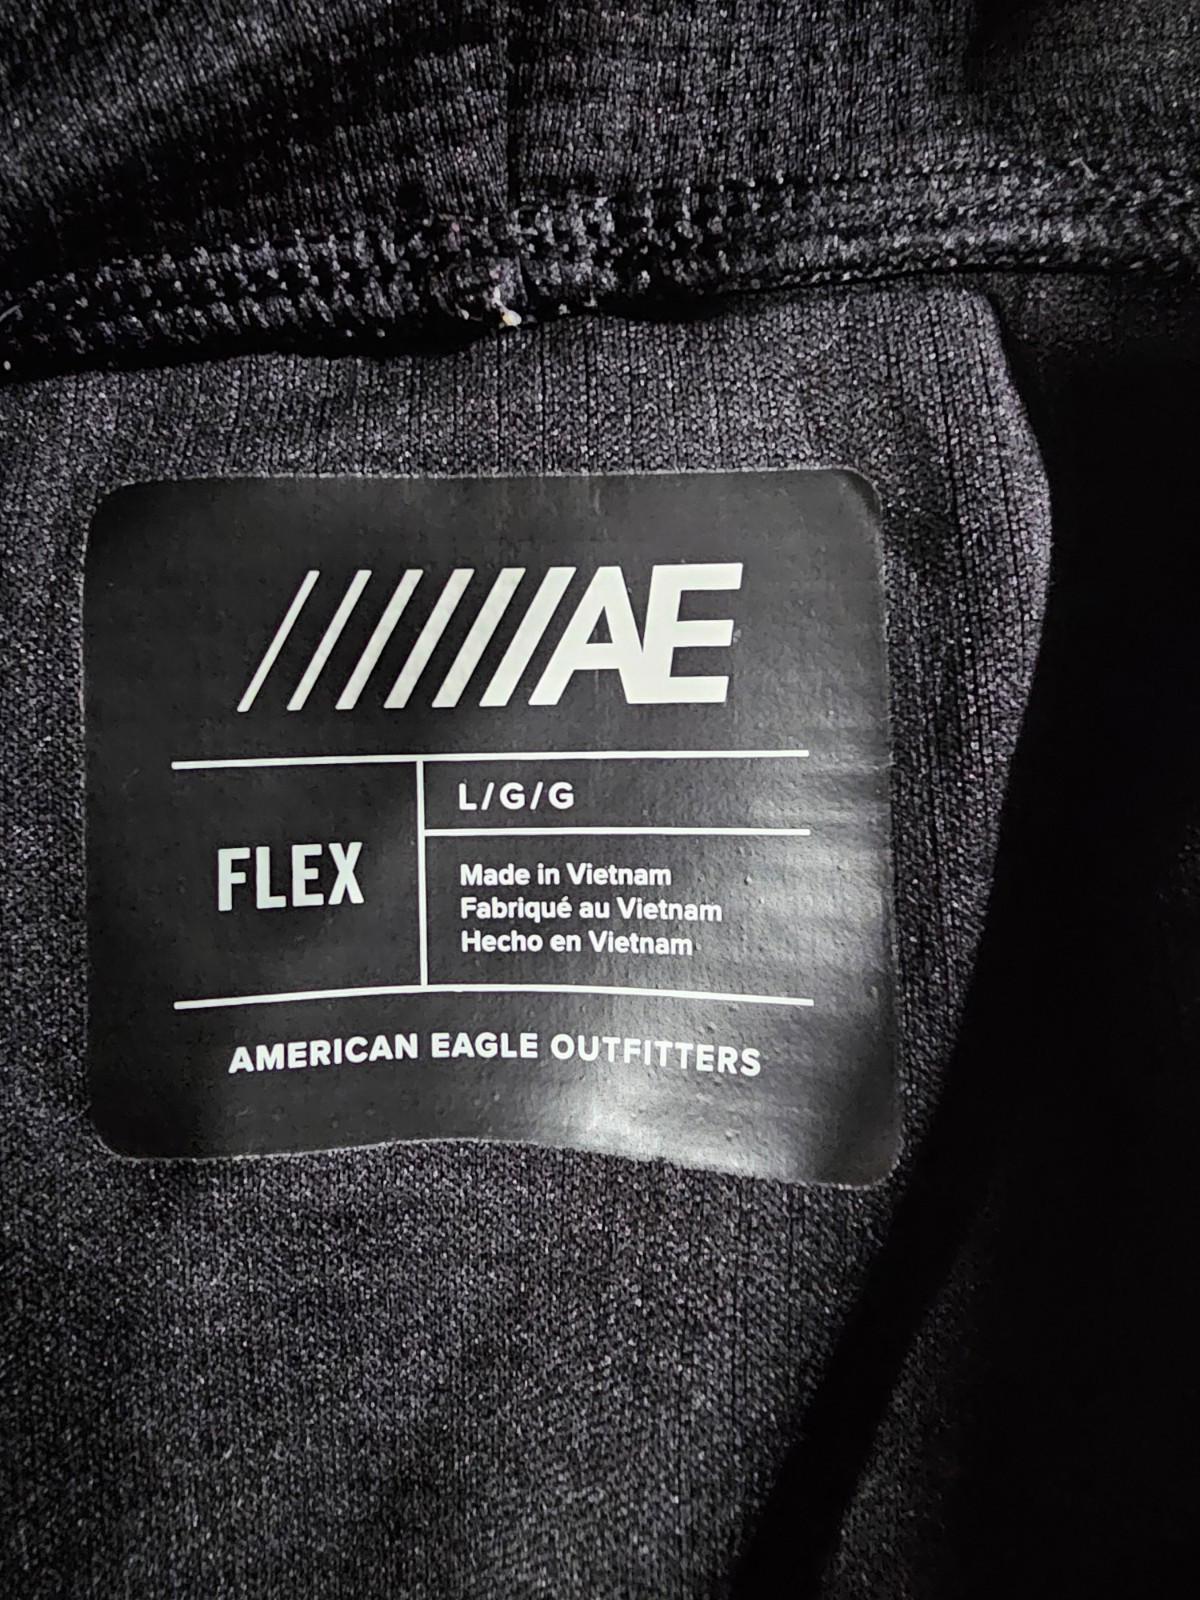 AE
L/G/G
FLEX
Made in Vietnam
Fabriqué au Vietnam
Hecho en Vietnam
AMERICAN EAGLE OUTFITTERS